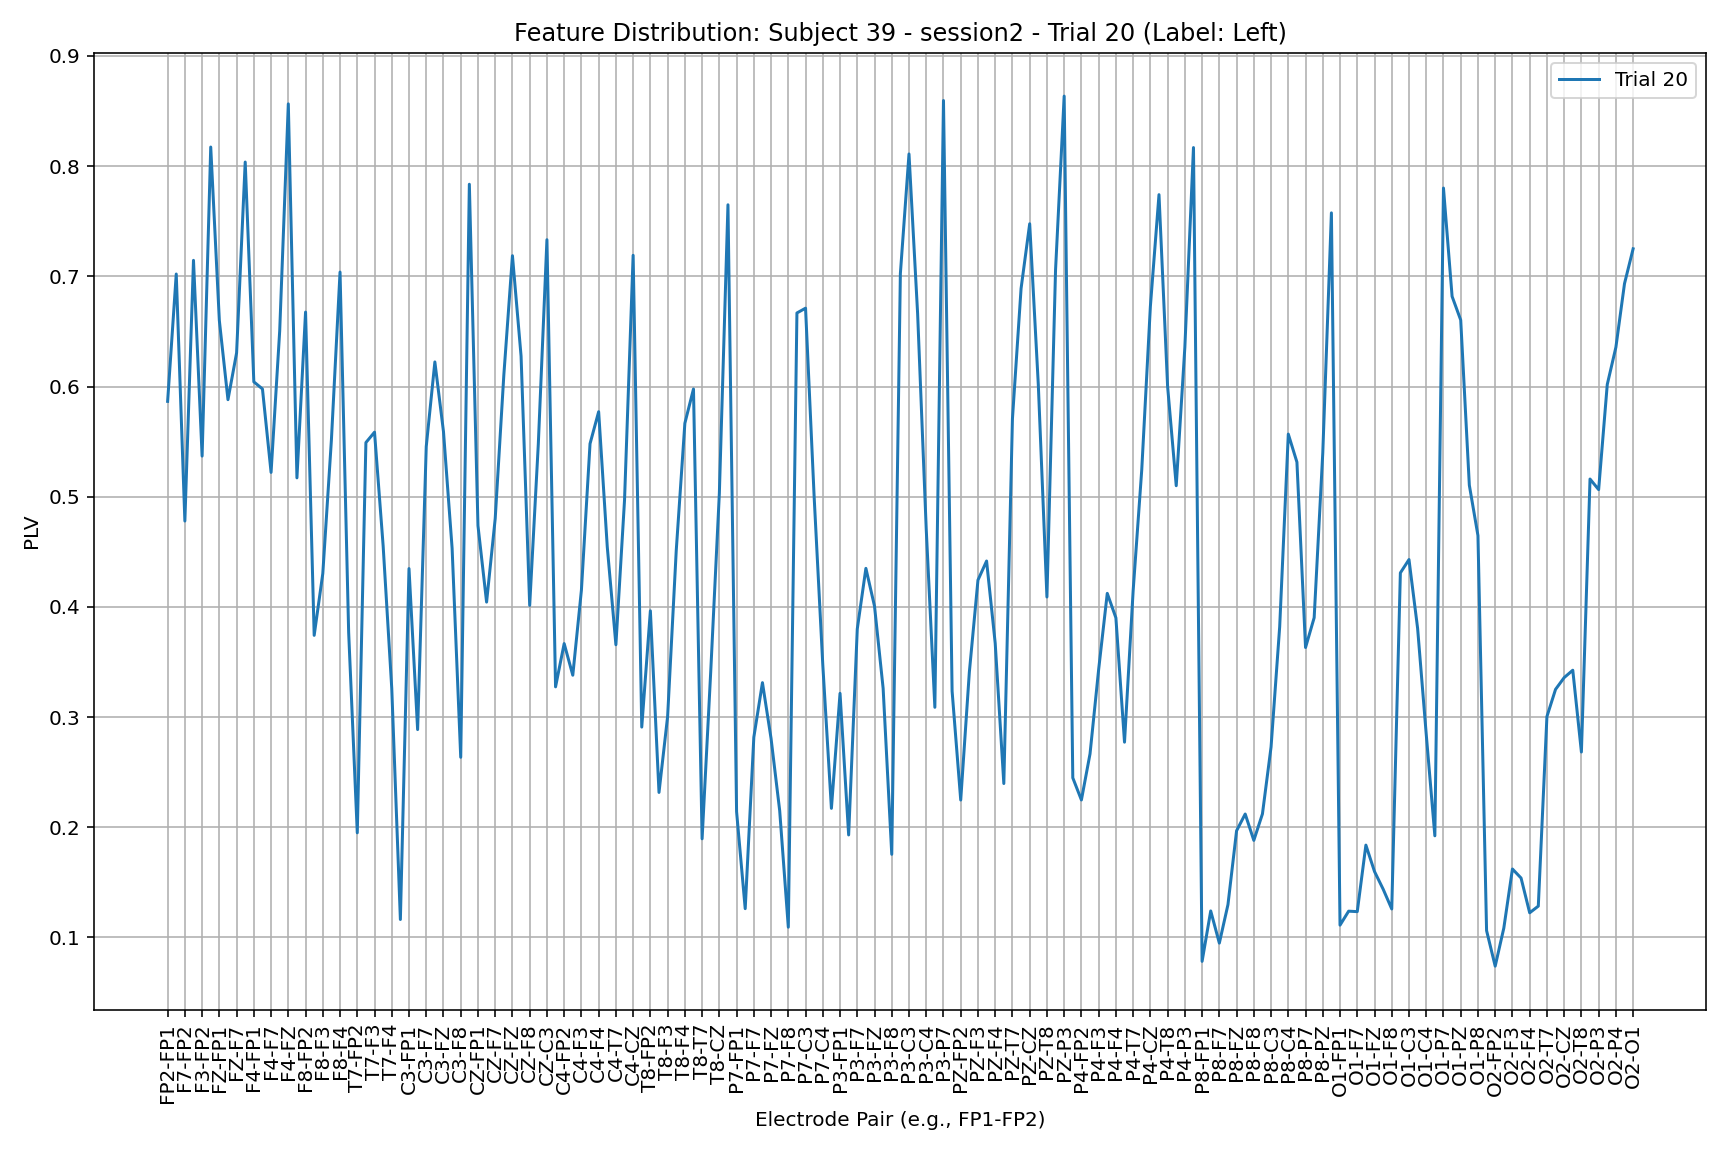 Feature Distribution: Subject 39 - session2 - Trial 20 (Label: Left)
Trial 20
PLV
0.9
0.8
0.7
0.6
0.5
0.4
0.3
0.2
0.1
FP2-FP1
F7-FP2
F3-FP2
FZ-FP1
FZ-F7
F4-FP1
F4-F7
F4-FZ
F8-FP2
F8-F3
F8-F4
T7-FP2
T7-F3
T7-F4
C3-FP1
C3-F7
C3-FZ
C3-F8
CZ-FP1
CZ-F7
CZ-FZ
CZ-F8
CZ-C3
C4-FP2
C4-F3
C4-F4
C4-T7
C4-CZ
T8-FP2
T8-F3
T8-F4
T8-T7
T8-CZ
P7-FP1
P7-F7
P7-FZ
P7-F8
P7-C3
P7-C4
P3-FP1
P3-F7
P3-FZ
P3-F8
P3-C3
P3-C4
P3-P7
PZ-FP2
PZ-F3
PZ-F4
PZ-T7
PZ-CZ
PZ-T8
PZ-P3
P4-FP2
P4-F3
P4-F4
P4-T7
P4-CZ
P4-T8
P4-P3
P8-FP1
P8-F7
P8-FZ
P8-F8
P8-C3
P8-C4
P8-P7
P8-PZ
O1-FP1
O1-F7
O1-FZ
O1-F8
O1-C3
O1-C4
O1-P7
O1-PZ
O1-P8
O2-FP2
O2-F3
O2-F4
O2-T7
O2-CZ
O2-T8
O2-P3
O2-P4
O2-O1
Electrode Pair (e.g., FP1-FP2)